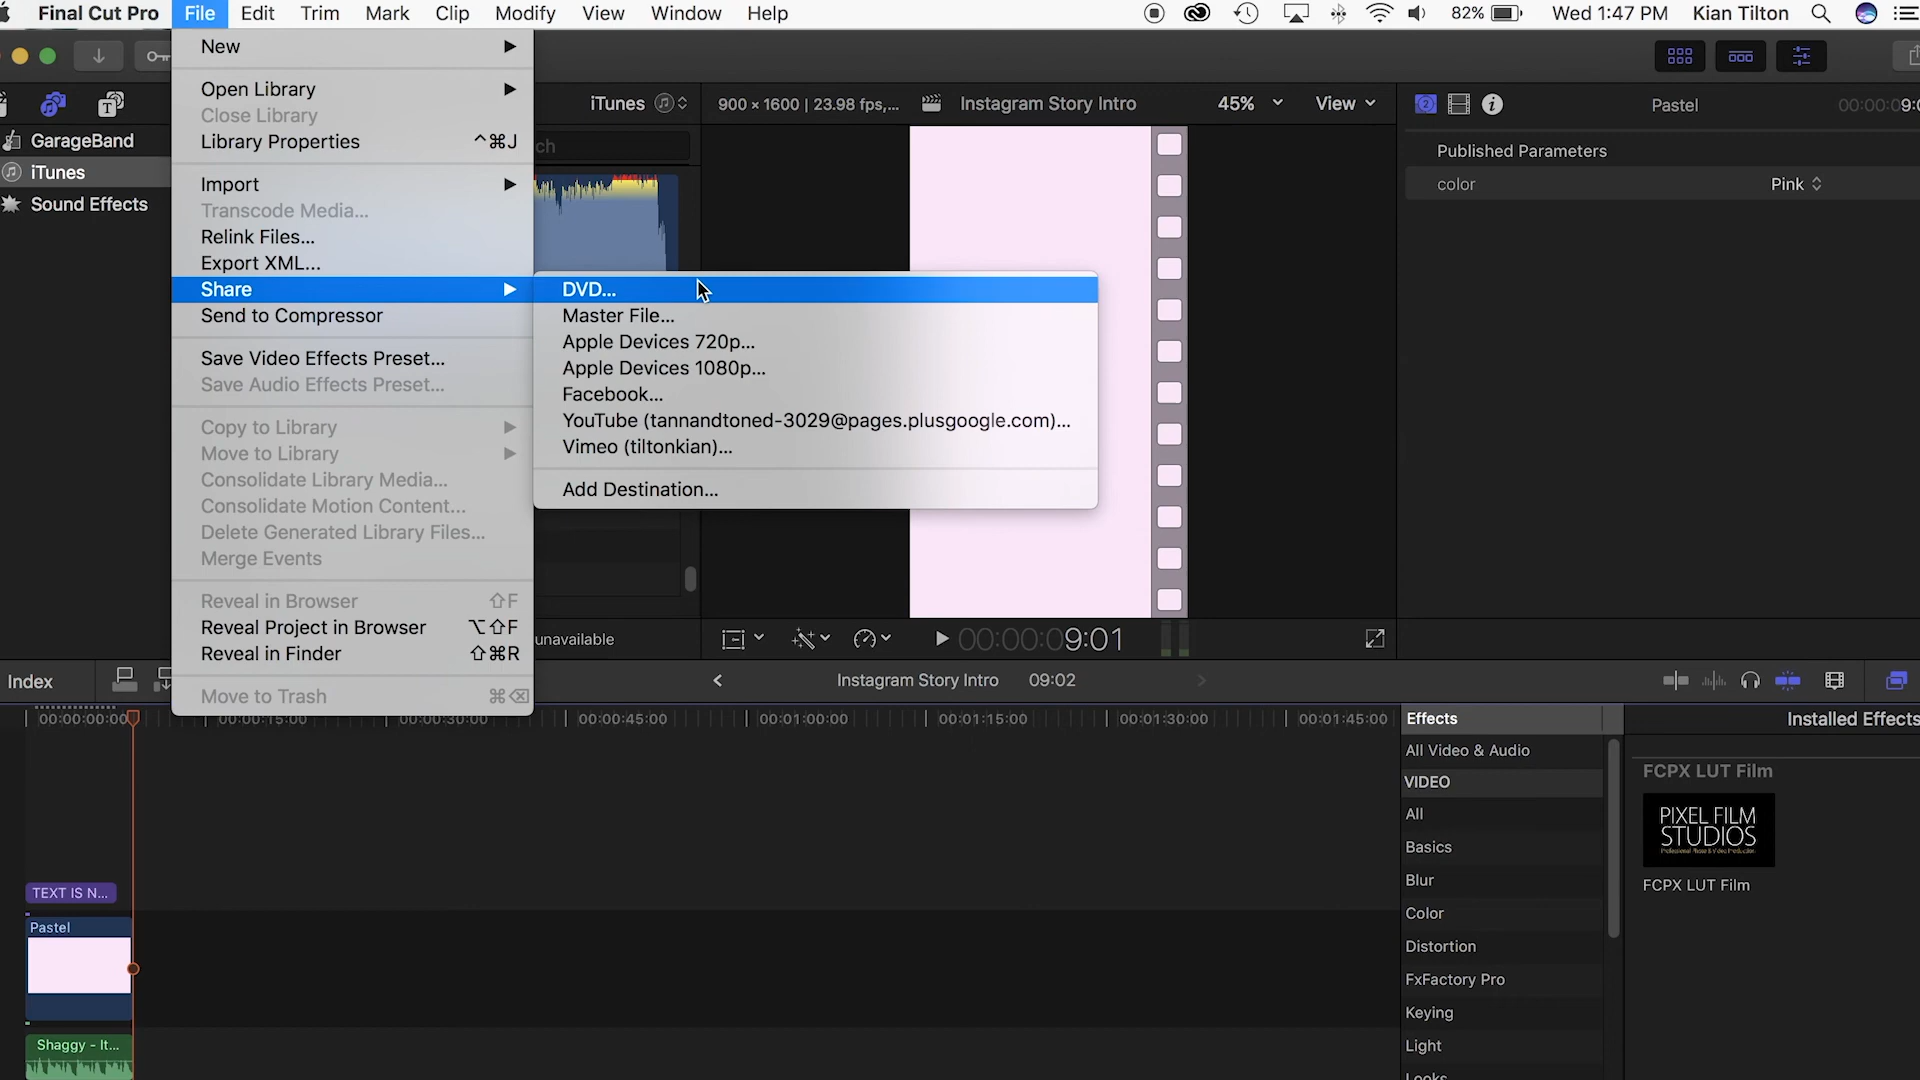 Final Cut Pro File Edit Trim Mark Clip Modify View Window Help 82% Wed 1:47 PM Kian Tilton
New
Open Library
Close Library
Library Properties ^⌘J
Import
Transcode Media...
Relink Files...
Export XML...
Share
Send to Compressor
Save Video Effects Preset...
Save Audio Effects Preset...
Copy to Library
Move to Library
Consolidate Library Media...
Consolidate Motion Content...
Delete Generated Library Files...
Merge Events
Reveal in Browser ⇧F
Reveal Project in Browser ⌥⇧F
Reveal in Finder ⇧⌘R
Move to Trash ⌘⌫
DVD...
Master File...
Apple Devices 720p...
Apple Devices 1080p...
Facebook...
YouTube (tannandtoned-3029@pages.plusgoogle.com)...
Vimeo (tiltonkian)...
Add Destination...
GarageBand
iTunes
Sound Effects
iTunes
ch
unavailable
900 × 1600 | 23.98 fps,... Instagram Story Intro 45% View
00:00:09:01
Pastel 00:00:0
Published Parameters
color Pink
Index
Instagram Story Intro 09:02
00:00:00:00 00:00:15:00 00:00:30:00 00:00:45:00 00:01:00:00 00:01:15:00 00:01:30:00 00:01:45:00
TEXT IS N...
Pastel
Shaggy - It...
Effects
All Video & Audio
VIDEO
All
Basics
Blur
Color
Distortion
FxFactory Pro
Keying
Light
Looks
Installed Effects
FCPX LUT Film
PIXEL FILM
STUDIOS
FCPX LUT Film